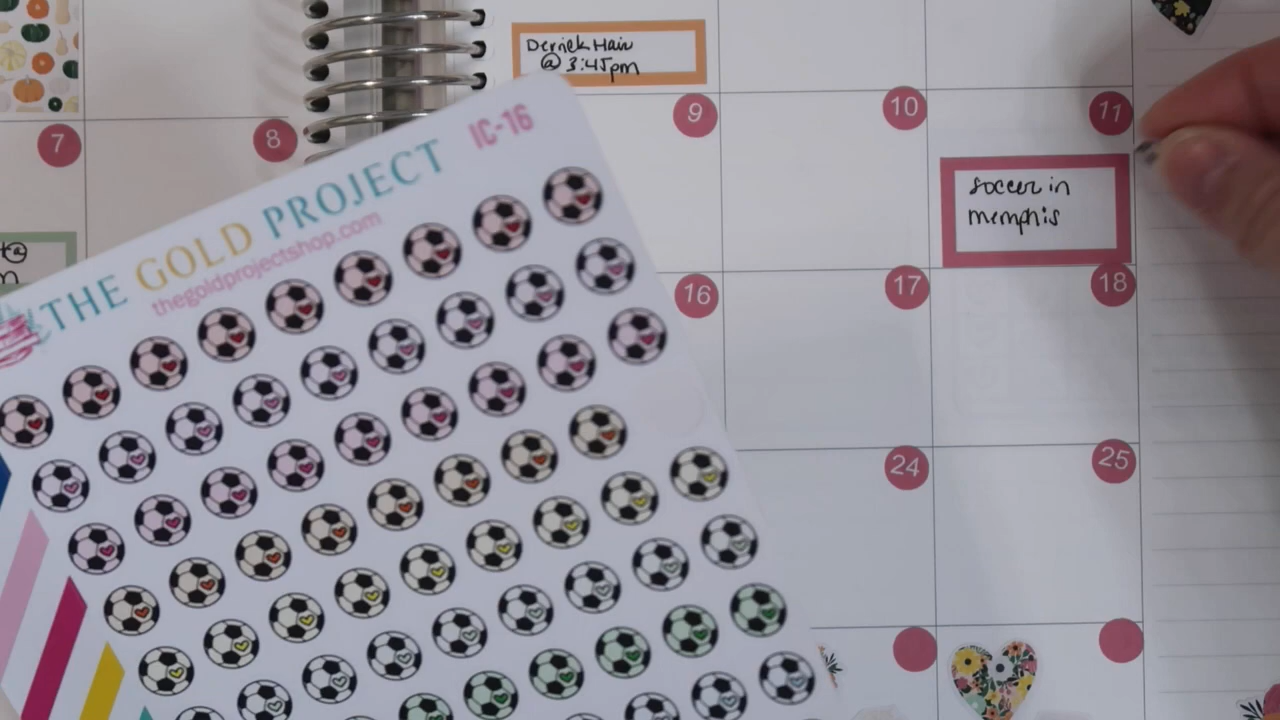 Derrick Hair
@ 3:45pm
7
8
9
10
11
IC-16
THE GOLD PROJECT
thegoldprojectshop.com
soccer in
memphis
16
17
18
24
25